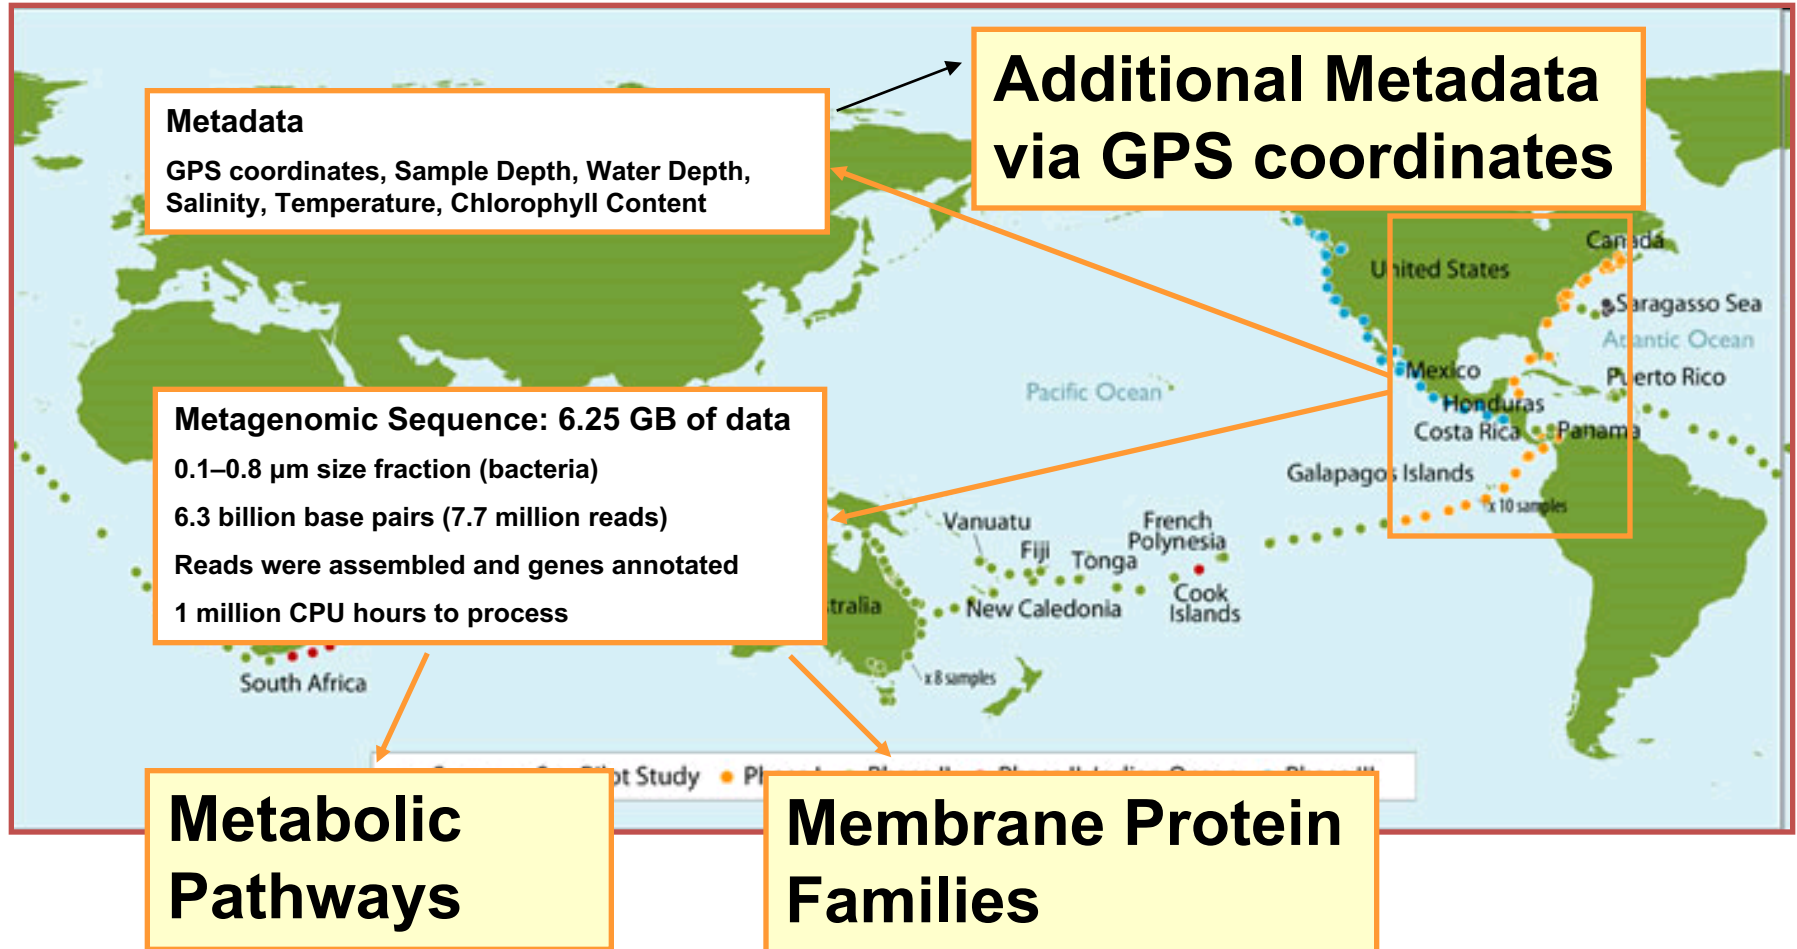 Additional Metadata
via GPS coordinates
Metadata
GPS coordinates, Sample Depth, Water Depth,
Salinity, Temperature, Chlorophyll Content
Canada
United States
Saragasso Sea
Atlantic Ocean
Mexico
Puerto Rico
Pacific Ocean
Honduras
Costa Rica
Panama
Galapagos Islands
x 10 samples
Metagenomic Sequence: 6.25 GB of data
0.1–0.8 µm size fraction (bacteria)
6.3 billion base pairs (7.7 million reads)
Reads were assembled and genes annotated
1 million CPU hours to process
Vanuatu
Fiji
Tonga
French
Polynesia
New Caledonia
Cook
Islands
tralia
x 8 samples
South Africa
ot Study
Metabolic
Pathways
Membrane Protein
Families